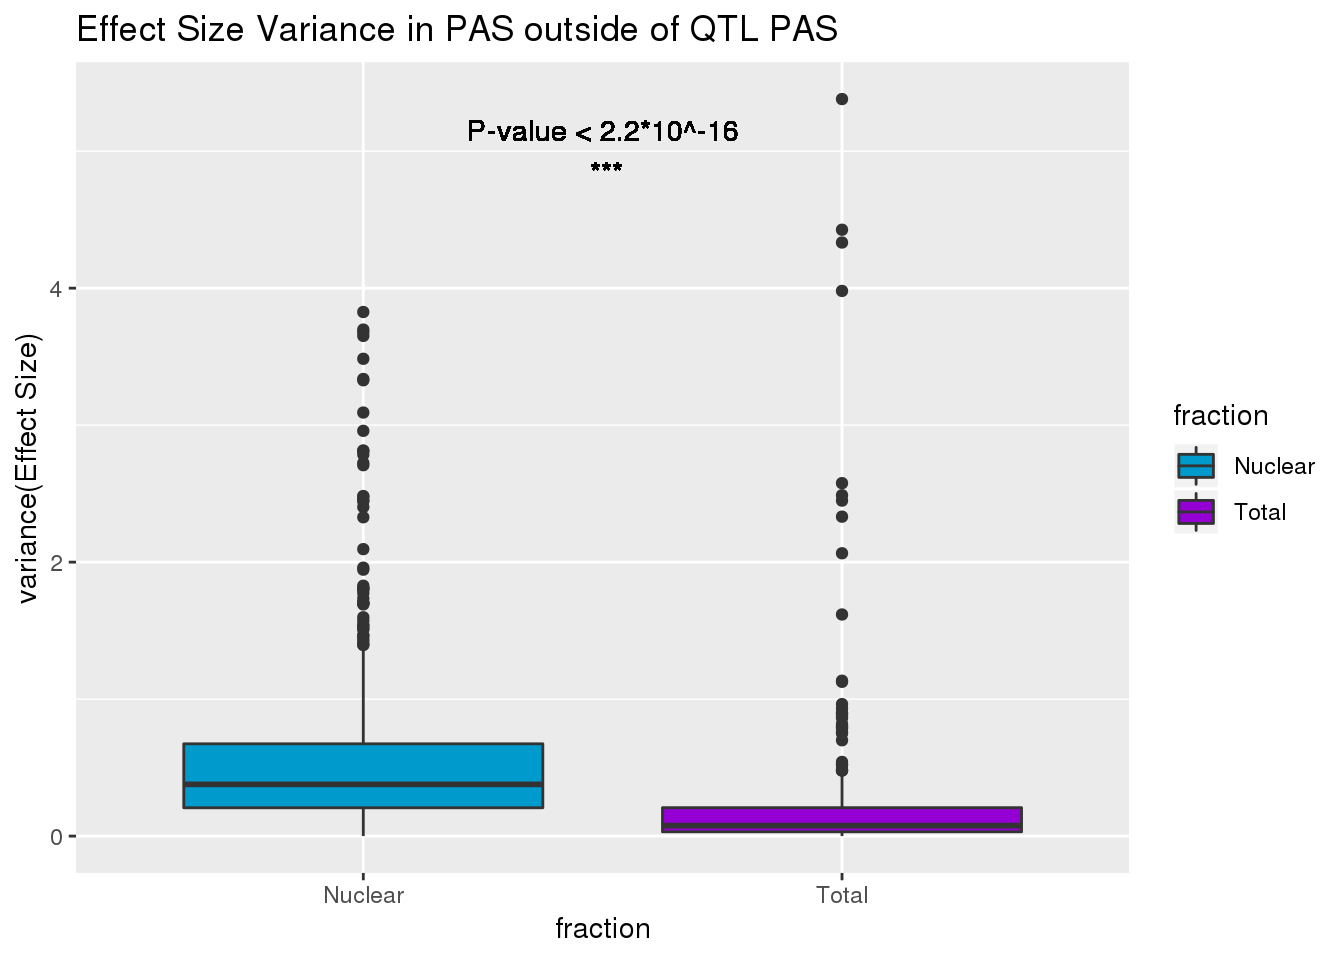 Effect Size Variance in PAS outside of QTL PAS
P-value < 2.2*10^-16
***
variance(Effect Size)
4
2
0
Nuclear
Total
fraction
fraction
Nuclear
Total